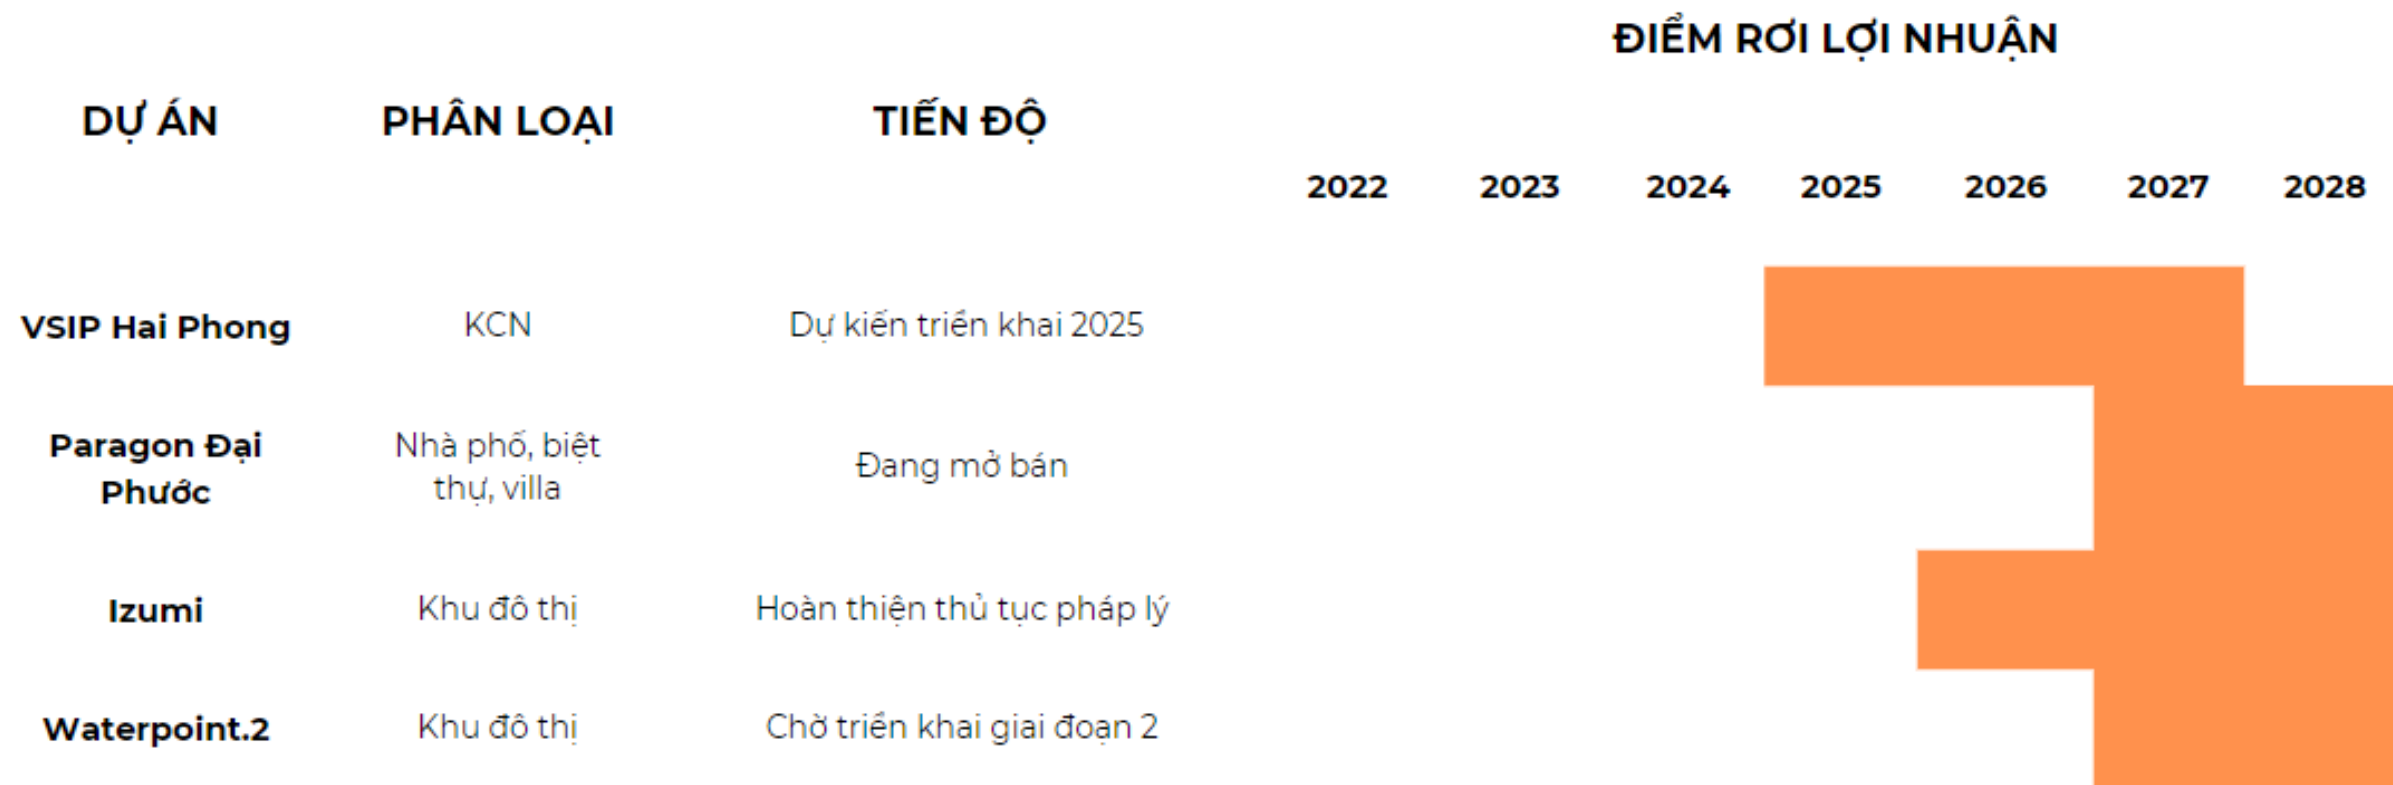 ĐIỂM RƠI LỢI NHUẬN
DỰ ÁN PHÂN LOẠI TIẾN ĐỘ
2022 2023 2024 2025 2026 2027 2028
VSIP Hai Phong KCN Dự kiến triển khai 2025
Paragon Đại
Phước
Nhà phố, biệt
thự, villa
Đang mở bán
Izumi Khu đô thị Hoàn thiện thủ tục pháp lý
Waterpoint.2 Khu đô thị Chờ triển khai giai đoạn 2